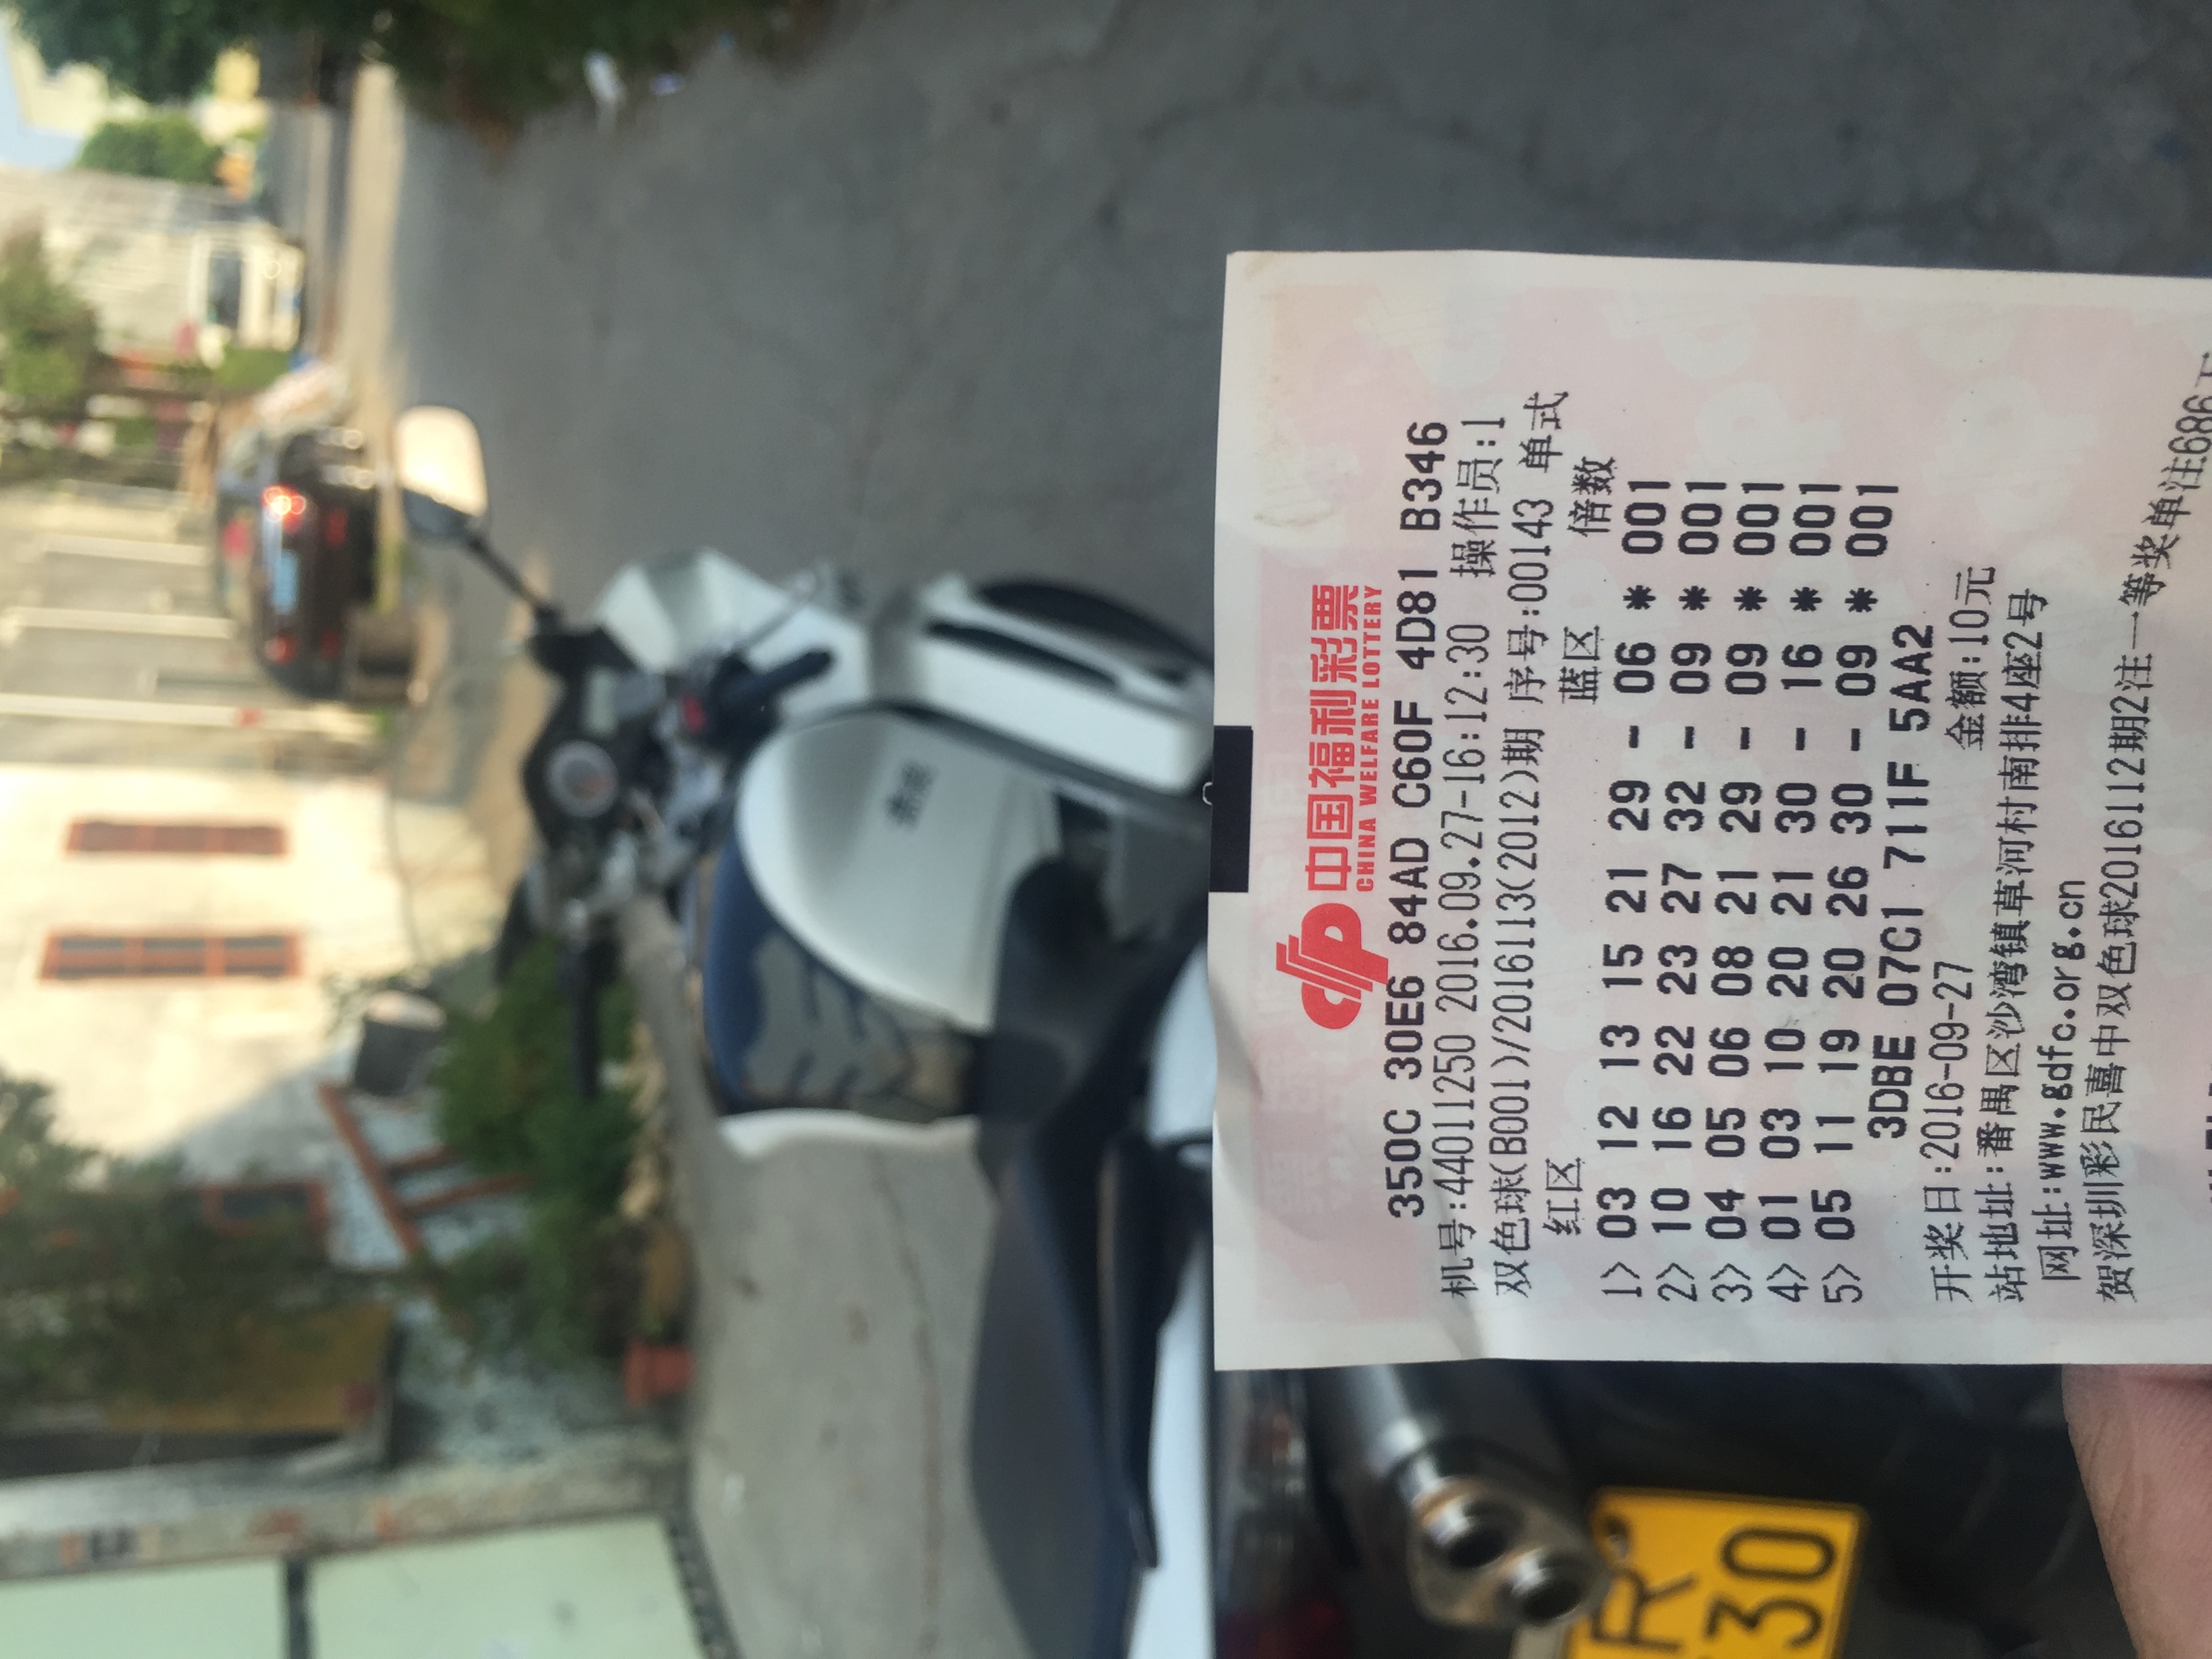 中国福利彩票
CHINA WELFARE LOTTERY
350C 30E6 84AD C60F 4D81 B346
机号:44011250 2016.09.27-16:12:30 操作员:1
双色球(B001)/2016113(2012)期 序号:00143 单式
红区 蓝区 倍数
1> 03 12 13 15 21 29 - 06 * 001
2> 10 16 22 23 27 32 - 09 * 001
3> 04 05 06 08 21 29 - 09 * 001
4> 01 03 10 20 21 30 - 16 * 001
5> 05 11 19 20 26 30 - 09 * 001
3DBE 07C1 711F 5AA2
开奖日:2016-09-27 金额:10元
站地址:番禺区沙湾镇草河村南排4座2号
网址:www.gdfc.org.cn
贺深圳彩民喜中双色球2016112期2注一等奖单注686万
R
30